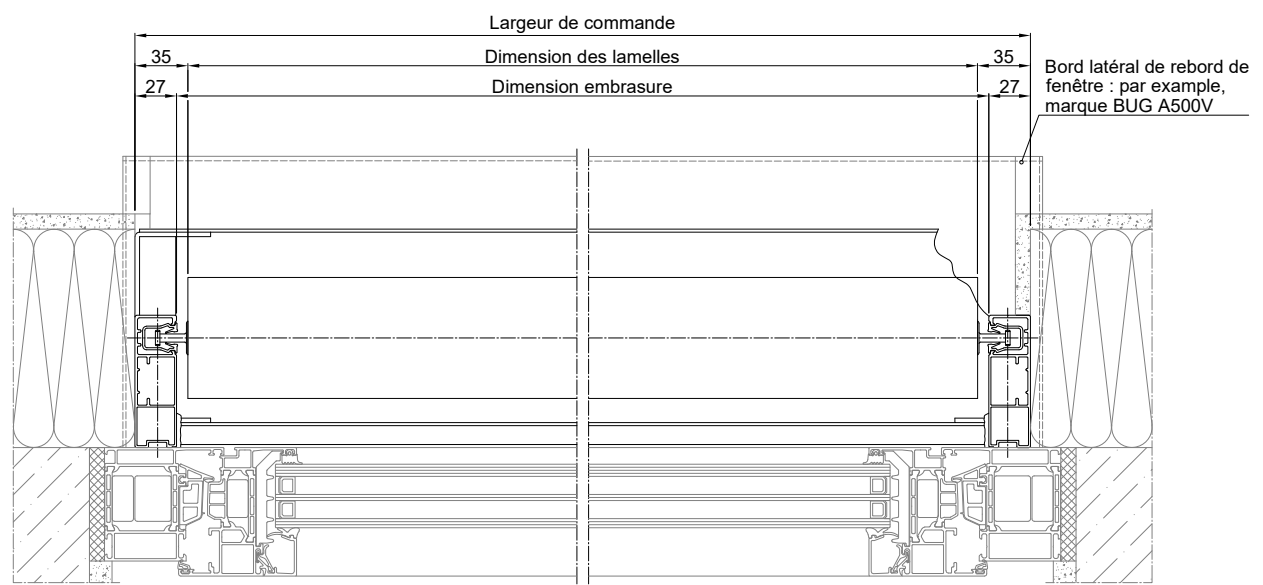 Largeur de commande
35
Dimension des lamelles
35
27
Dimension embrasure
27
Bord latéral de rebord de
fenêtre : par example,
marque BUG A500V